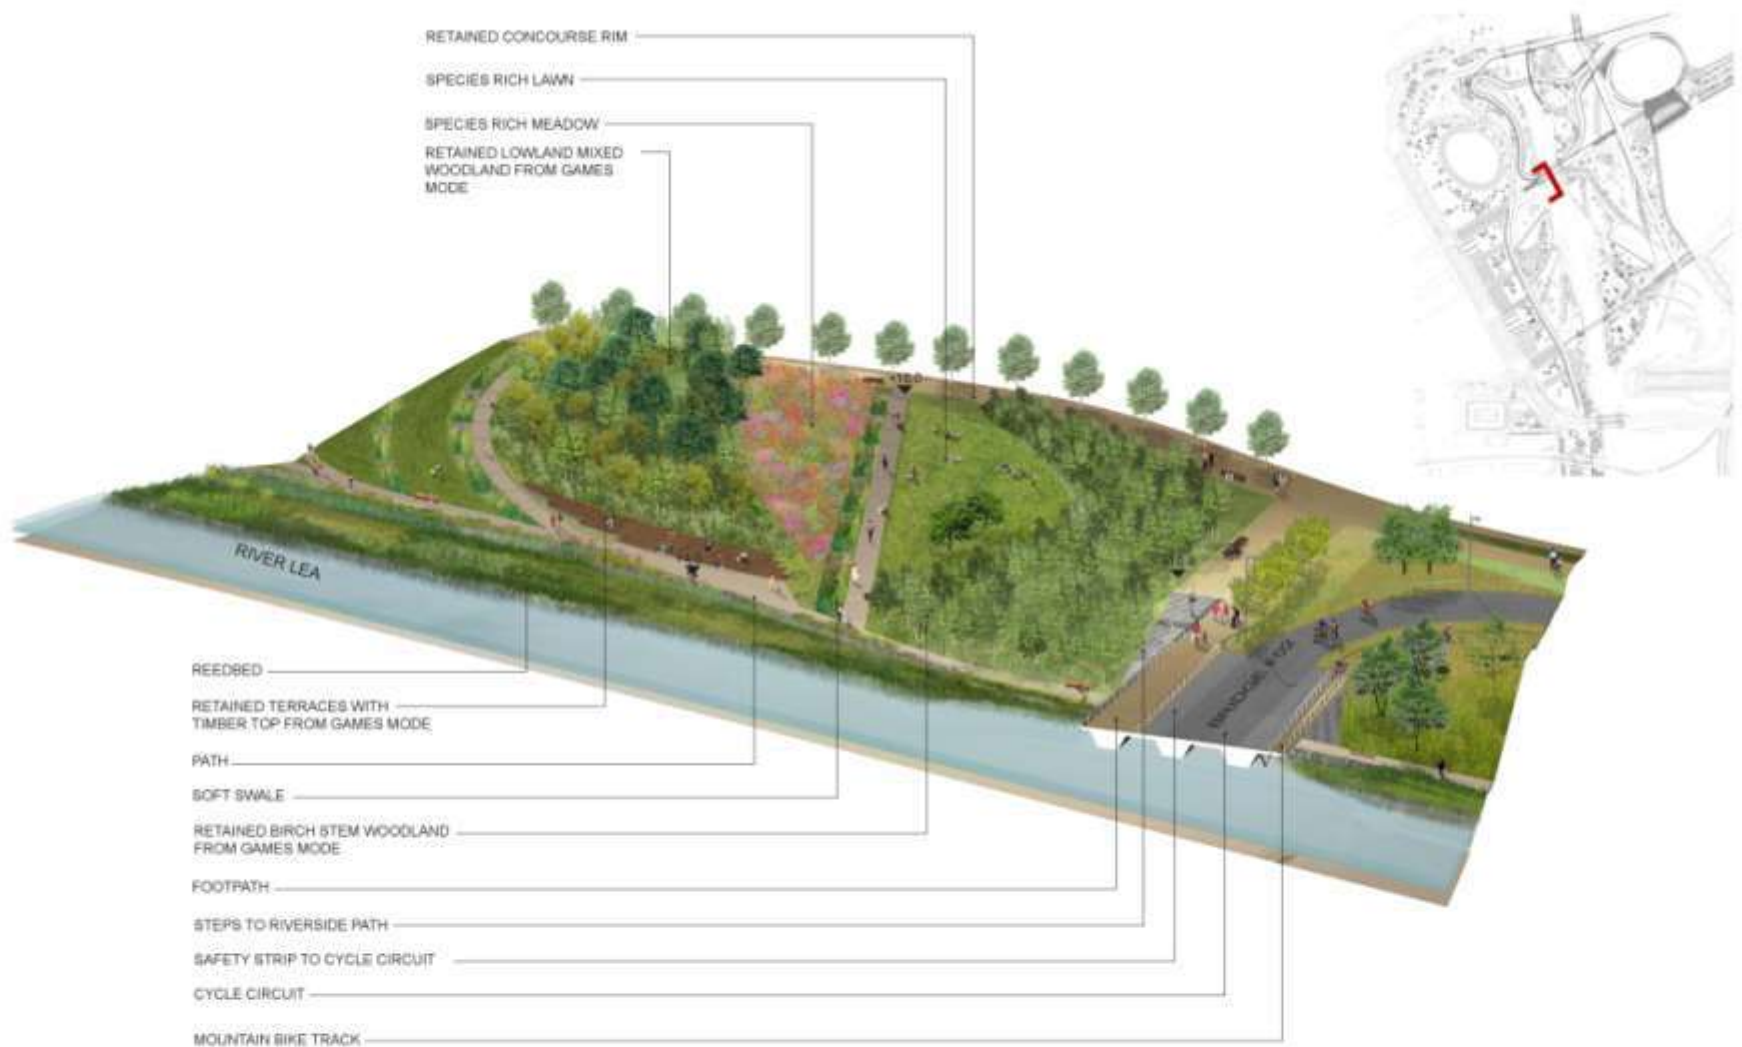 RETAINED CONCOURSE RIM
SPECIES RICH LAWN
SPECIES RICH MEADOW
RETAINED LOWLAND MIXED
WOODLAND FROM GAMES
MODE
RIVER LEA
REEDBED
RETAINED TERRACES WITH
TIMBER TOP FROM GAMES MODE
PATH
SOFT SWALE
RETAINED BIRCH STEM WOODLAND
FROM GAMES MODE
FOOTPATH
STEPS TO RIVERSIDE PATH
SAFETY STRIP TO CYCLE CIRCUIT
CYCLE CIRCUIT
MOUNTAIN BIKE TRACK
BRIDGE